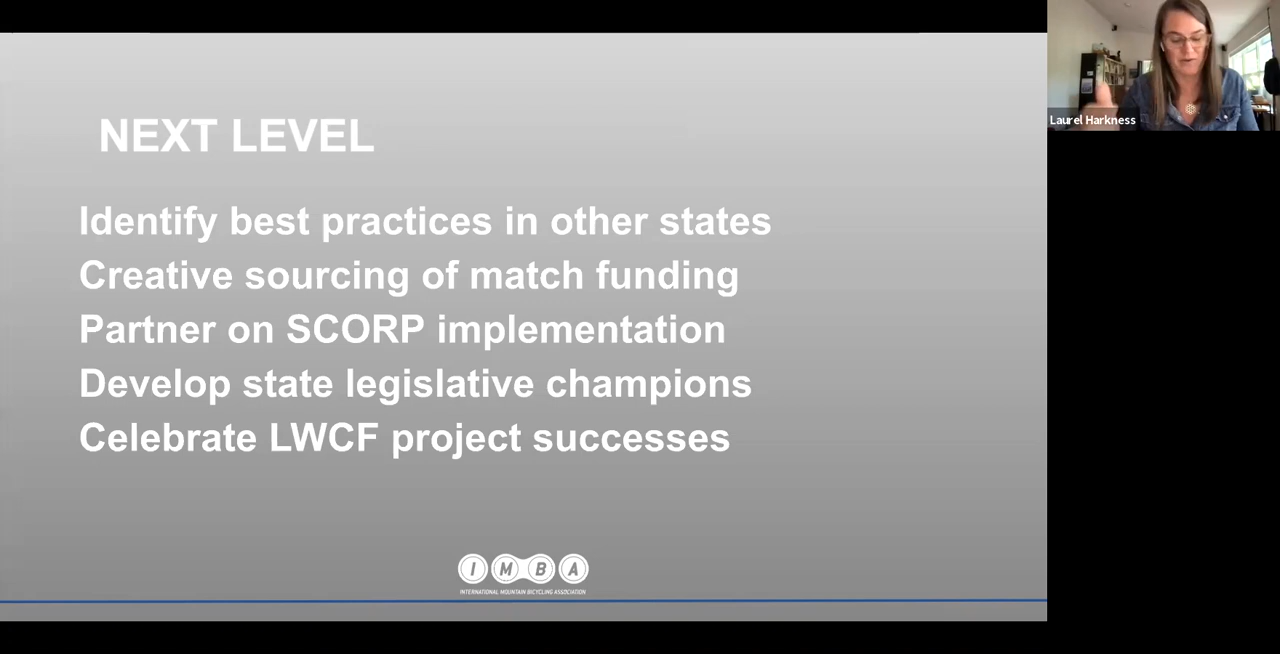 NEXT LEVEL
Identify best practices in other states
Creative sourcing of match funding
Partner on SCORP implementation
Develop state legislative champions
Celebrate LWCF project successes
IMBA
INTERNATIONAL MOUNTAIN BICYCLING ASSOCIATION
Laurel Harkness